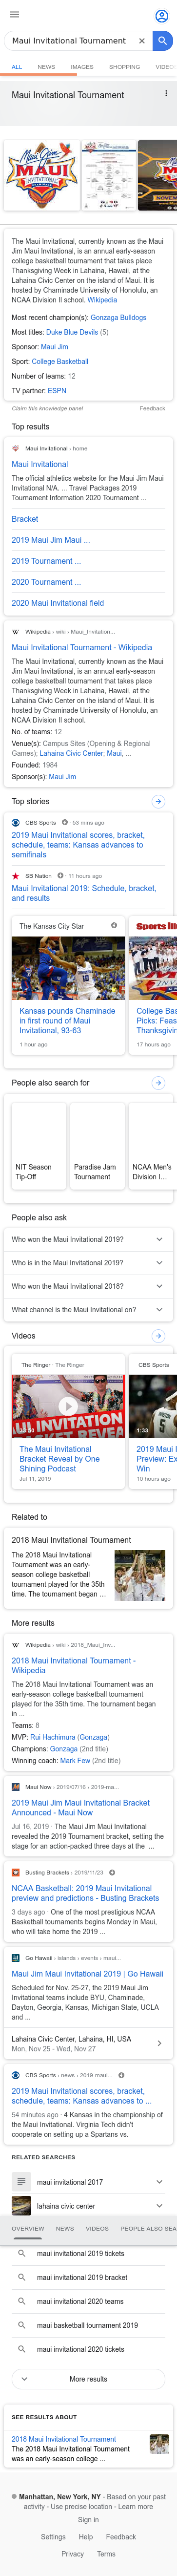 Maui Invitational Tournament
ALL NEWS IMAGES SHOPPING VIDEO
Maui Invitational Tournament
The Maui Invitational, currently known as the Maui
Jim Maui Invitational, is an annual early-season
college basketball tournament that takes place
Thanksgiving Week in Lahaina, Hawaii, at the
Lahaina Civic Center on the island of Maui. It is
hosted by Chaminade University of Honolulu, an
NCAA Division II school. Wikipedia
Most recent champion(s): Gonzaga Bulldogs
Most titles: Duke Blue Devils (5)
Sponsor: Maui Jim
Sport: College Basketball
Number of teams: 12
TV partner: ESPN
Claim this knowledge panel Feedback
Top results
Maui Invitational › home
Maui Invitational
The official athletics website for the Maui Jim Maui
Invitational N/A. ... Travel Packages 2019
Tournament Information 2020 Tournament ...
Bracket
2019 Maui Jim Maui ...
2019 Tournament ...
2020 Tournament ...
2020 Maui Invitational field
Wikipedia › wiki › Maui_Invitation...
Maui Invitational Tournament - Wikipedia
The Maui Invitational, currently known as the Maui
Jim Maui Invitational, is an annual early-season
college basketball tournament that takes place
Thanksgiving Week in Lahaina, Hawaii, at the
Lahaina Civic Center on the island of Maui. It is
hosted by Chaminade University of Honolulu, an
NCAA Division II school.
No. of teams: 12
Venue(s): Campus Sites (Opening & Regional
Games); Lahaina Civic Center; Maui, ...
Founded: 1984
Sponsor(s): Maui Jim
Top stories
CBS Sports 53 mins ago
2019 Maui Invitational scores, bracket,
schedule, teams: Kansas advances to
semifinals
SB Nation 11 hours ago
Maui Invitational 2019: Schedule, bracket,
and results
The Kansas City Star
Kansas pounds Chaminade
in first round of Maui
Invitational, 93-63
1 hour ago
Sports Ill
College Bas
Picks: Feas
Thanksgivin
17 hours ago
People also search for
NIT Season
Tip-Off
Paradise Jam
Tournament
NCAA Men's
Division I...
People also ask
Who won the Maui Invitational 2019?
Who is in the Maui Invitational 2019?
Who won the Maui Invitational 2018?
What channel is the Maui Invitational on?
Videos
The Ringer · The Ringer
The Maui Invitational
Bracket Reveal by One
Shining Podcast
Jul 11, 2019
CBS Sports
1:33
2019 Maui I
Preview: Ex
Win
10 hours ago
Related to
2018 Maui Invitational Tournament
The 2018 Maui Invitational
Tournament was an early-
season college basketball
tournament played for the 35th
time. The tournament began ...
More results
Wikipedia › wiki › 2018_Maui_Inv...
2018 Maui Invitational Tournament -
Wikipedia
The 2018 Maui Invitational Tournament was an
early-season college basketball tournament
played for the 35th time. The tournament began
in ...
Teams: 8
MVP: Rui Hachimura (Gonzaga)
Champions: Gonzaga (2nd title)
Winning coach: Mark Few (2nd title)
Maui Now › 2019/07/16 › 2019-ma...
2019 Maui Jim Maui Invitational Bracket
Announced - Maui Now
Jul 16, 2019 · The Maui Jim Maui Invitational
revealed the 2019 Tournament bracket, setting the
stage for an action-packed three days at the ...
Busting Brackets › 2019/11/23
NCAA Basketball: 2019 Maui Invitational
preview and predictions - Busting Brackets
3 days ago · One of the most prestigious NCAA
Basketball tournaments begins Monday in Maui,
who will take home the 2019 ...
Go Hawaii › islands › events › maui...
Maui Jim Maui Invitational 2019 | Go Hawaii
Scheduled for Nov. 25-27, the 2019 Maui Jim
Invitational bracket include BYU, Chaminade,
Dayton, Georgia, Kansas, Michigan State, UCLA
and ...
Lahaina Civic Center, Lahaina, HI, USA
Mon, Nov 25 - Wed, Nov 27
CBS Sports › news › 2019-maui...
2019 Maui Invitational scores, bracket,
schedule, teams: Kansas advances to ...
54 minutes ago · 4 Kansas in the championship of
the Maui Invitational. Virginia Tech didn't
cooperate on setting up a Spartans vs.
RELATED SEARCHES
maui invitational 2017
lahaina civic center
OVERVIEW NEWS VIDEOS PEOPLE ALSO SEA
maui invitational 2019 tickets
maui invitational 2019 bracket
maui invitational 2020 teams
maui basketball tournament 2019
maui invitational 2020 tickets
More results
SEE RESULTS ABOUT
2018 Maui Invitational Tournament
The 2018 Maui Invitational Tournament
was an early-season college ...
Manhattan, New York, NY - Based on your past
activity - Use precise location - Learn more
Sign in
Settings Help Feedback
Privacy Terms